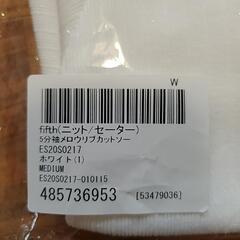 W
fifth(ニット/セーター)
5分袖メロウリブカットソー
ES20S0217
ホワイト(1)
MEDIUM
ES20S0217-010115
485736953 [53479036]